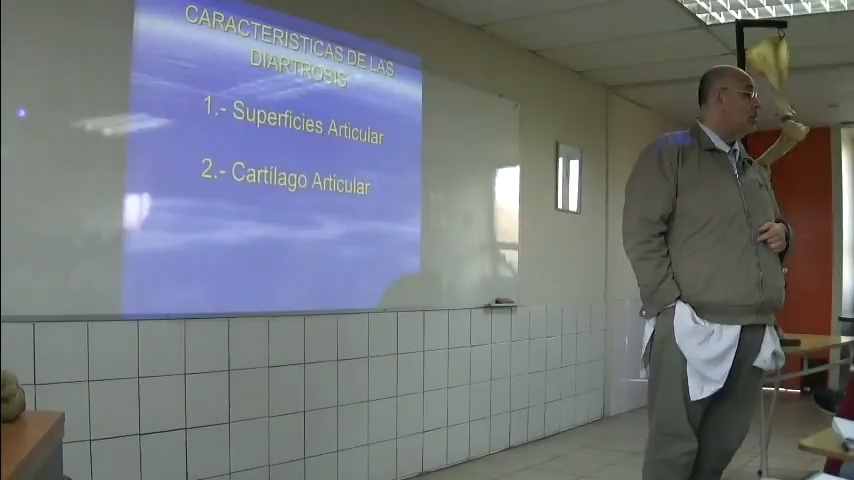 CARACTERISTICAS DE LAS
DIARTROSIS
1.- Superficies Articular
2.- Cartílago Articular